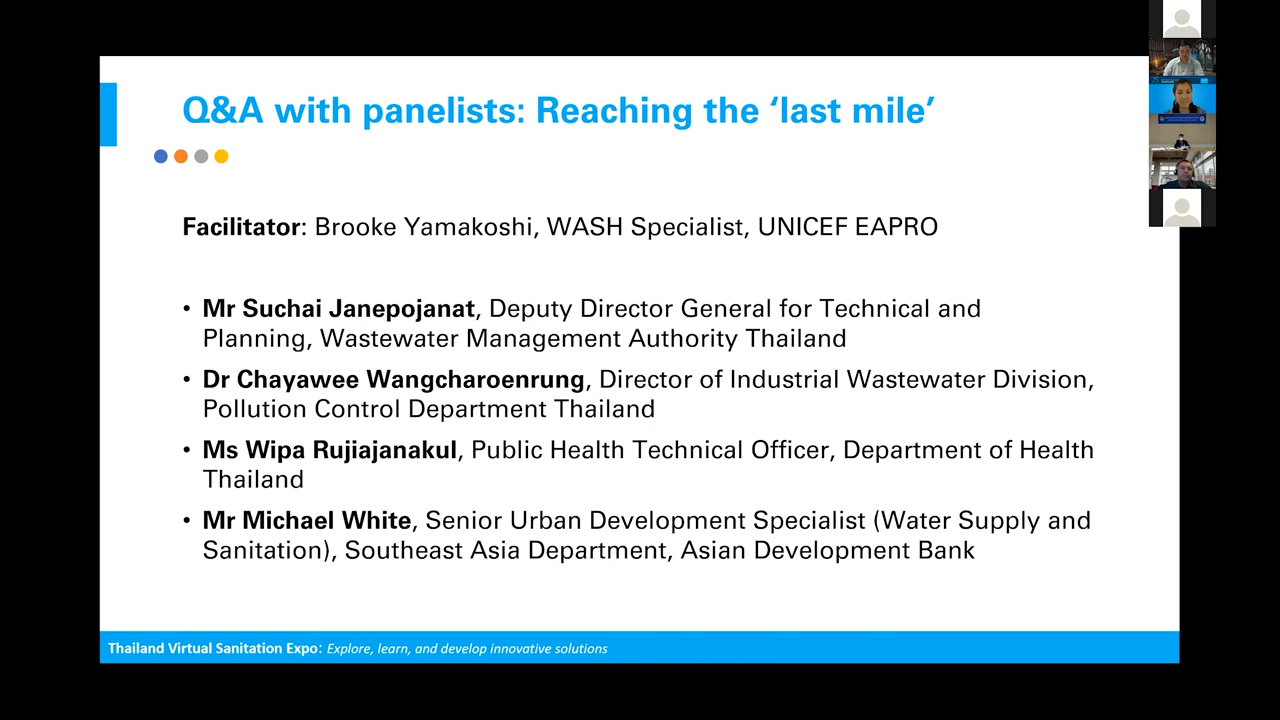 Q&A with panelists: Reaching the ‘last mile’
Facilitator: Brooke Yamakoshi, WASH Specialist, UNICEF EAPRO
• Mr Suchai Janepojanat, Deputy Director General for Technical and
Planning, Wastewater Management Authority Thailand
• Dr Chayawee Wangcharoenrung, Director of Industrial Wastewater Division,
Pollution Control Department Thailand
• Ms Wipa Rujiajanakul, Public Health Technical Officer, Department of Health
Thailand
• Mr Michael White, Senior Urban Development Specialist (Water Supply and
Sanitation), Southeast Asia Department, Asian Development Bank
Thailand Virtual Sanitation Expo: Explore, learn, and develop innovative solutions